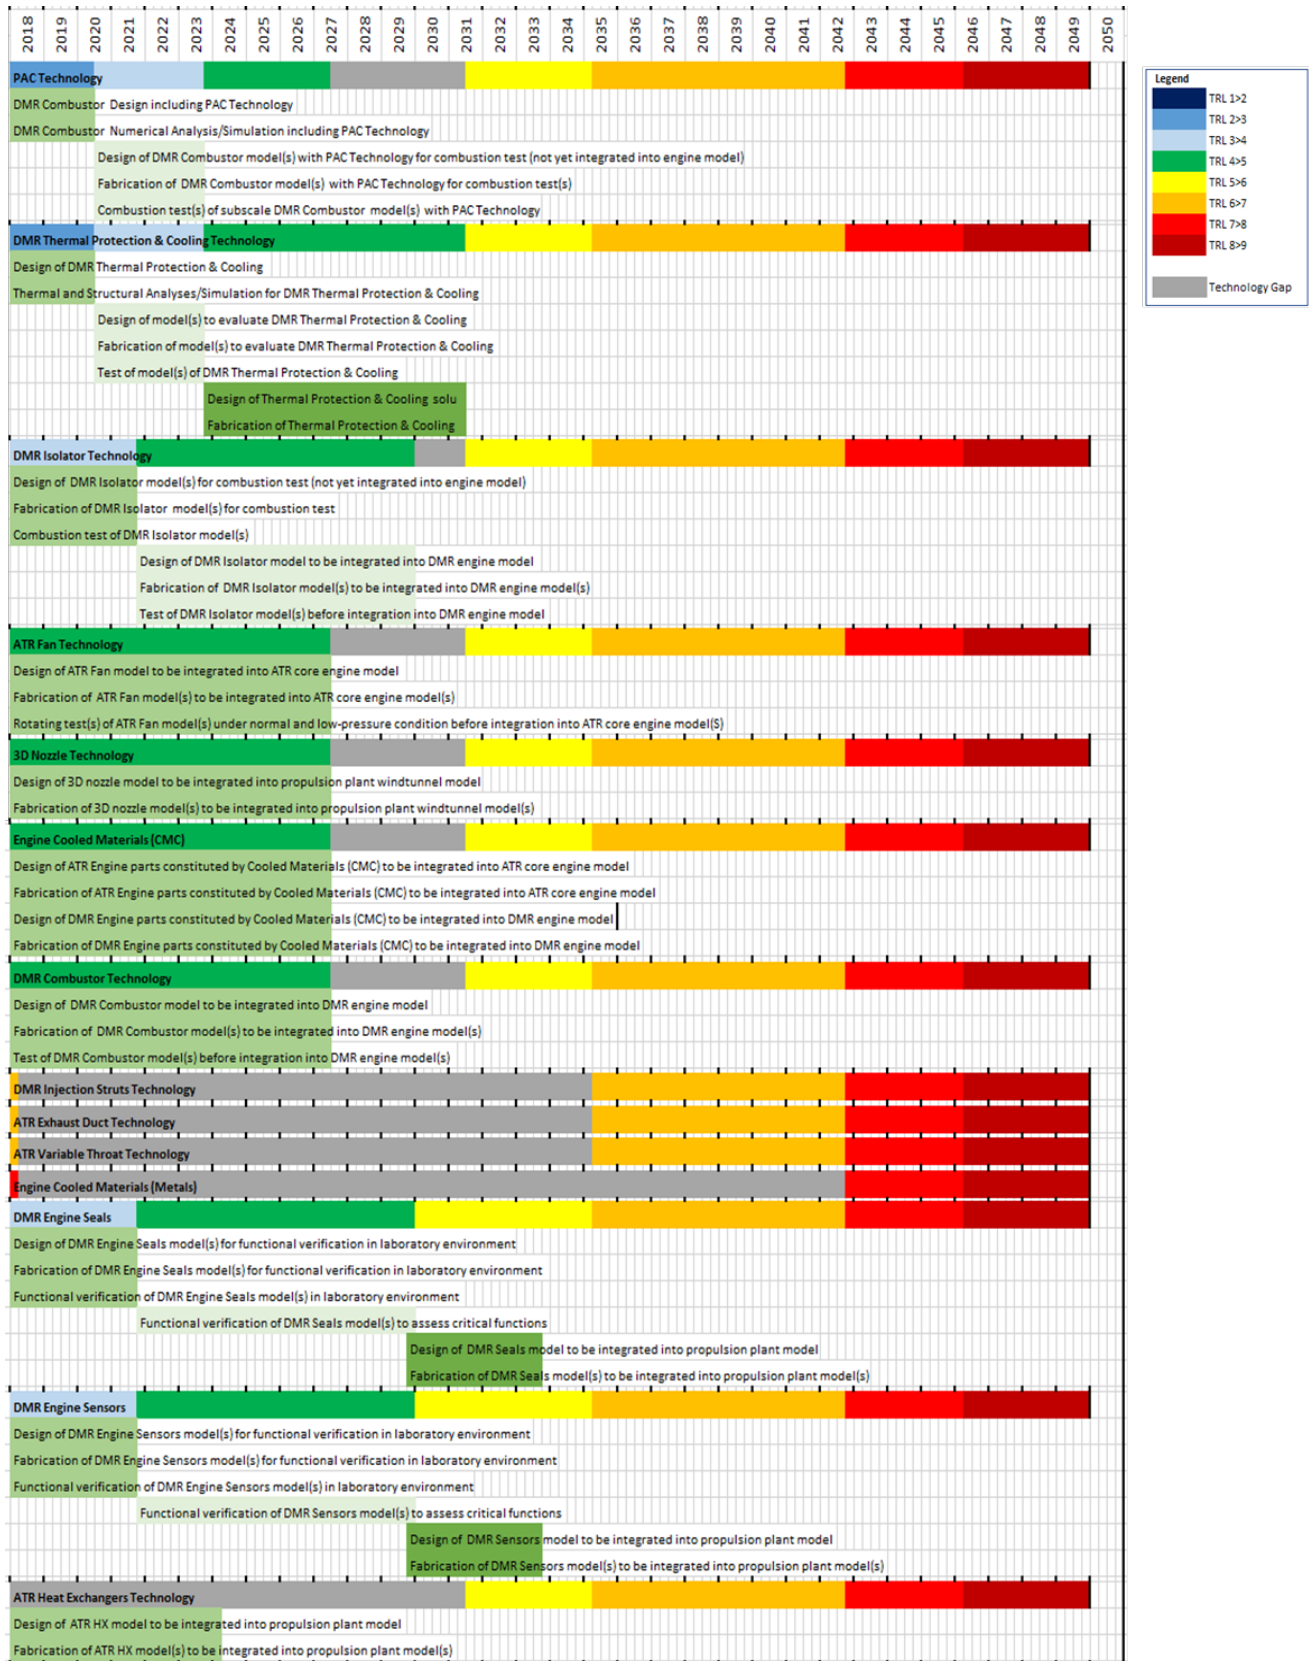 2018 2019 2020 2021 2022 2023 2024 2025 2026 2027 2028 2029 2030 2031 2032 2033 2034 2035 2036 2037 2038 2039 2040 2041 2042 2043 2044 2045 2046 2047 2048 2049 2050
PAC Technology
DMR Combustor Design including PAC Technology
DMR Combustor Numerical Analysis/Simulation including PAC Technology
Design of DMR Combustor model(s) with PAC Technology for combustion test (not yet integrated into engine model)
Fabrication of DMR Combustor model(s) with PAC Technology for combustion test(s)
Combustion test(s) of subscale DMR Combustor model(s) with PAC Technology
DMR Thermal Protection & Cooling Technology
Design of DMR Thermal Protection & Cooling
Thermal and Structural Analyses/Simulation for DMR Thermal Protection & Cooling
Design of model(s) to evaluate DMR Thermal Protection & Cooling
Fabrication of model(s) to evaluate DMR Thermal Protection & Cooling
Test of model(s) of DMR Thermal Protection & Cooling
Design of Thermal Protection & Cooling solu
Fabrication of Thermal Protection & Cooling
DMR Isolator Technology
Design of DMR Isolator model(s) for combustion test (not yet integrated into engine model)
Fabrication of DMR Isolator model(s) for combustion test
Combustion test of DMR Isolator model(s)
Design of DMR Isolator model to be integrated into DMR engine model
Fabrication of DMR Isolator model(s) to be integrated into DMR engine model(s)
Test of DMR Isolator model(s) before integration into DMR engine model
ATR Fan Technology
Design of ATR Fan model to be integrated into ATR core engine model
Fabrication of ATR Fan model(s) to be integrated into ATR core engine model(s)
Rotating test(s) of ATR Fan model(s) under normal and low-pressure condition before integration into ATR core engine model(S)
3D Nozzle Technology
Design of 3D nozzle model to be integrated into propulsion plant windtunnel model
Fabrication of 3D nozzle model(s) to be integrated into propulsion plant windtunnel model(s)
Engine Cooled Materials (CMC)
Design of ATR Engine parts constituted by Cooled Materials (CMC) to be integrated into ATR core engine model
Fabrication of ATR Engine parts constituted by Cooled Materials (CMC) to be integrated into ATR core engine model
Design of DMR Engine parts constituted by Cooled Materials (CMC) to be integrated into DMR engine model
Fabrication of DMR Engine parts constituted by Cooled Materials (CMC) to be integrated into DMR engine model
DMR Combustor Technology
Design of DMR Combustor model to be integrated into DMR engine model
Fabrication of DMR Combustor model(s) to be integrated into DMR engine model(s)
Test of DMR Combustor model(s) before integration into DMR engine model(s)
DMR Injection Struts Technology
ATR Exhaust Duct Technology
ATR Variable Throat Technology
Engine Cooled Materials (Metals)
DMR Engine Seals
Design of DMR Engine Seals model(s) for functional verification in laboratory environment
Fabrication of DMR Engine Seals model(s) for functional verification in laboratory environment
Functional verification of DMR Engine Seals model(s) in laboratory environment
Functional verification of DMR Seals model(s) to assess critical functions
Design of DMR Seals model to be integrated into propulsion plant model
Fabrication of DMR Seals model(s) to be integrated into propulsion plant model(s)
DMR Engine Sensors
Design of DMR Engine Sensors model(s) for functional verification in laboratory environment
Fabrication of DMR Engine Sensors model(s) for functional verification in laboratory environment
Functional verification of DMR Engine Sensors model(s) in laboratory environment
Functional verification of DMR Sensors model(s) to assess critical functions
Design of DMR Sensors model to be integrated into propulsion plant model
Fabrication of DMR Sensors model(s) to be integrated into propulsion plant model(s)
ATR Heat Exchangers Technology
Design of ATR HX model to be integrated into propulsion plant model
Fabrication of ATR HX model(s) to be integrated into propulsion plant model(s)
Legend
TRL 1>2
TRL 2>3
TRL 3>4
TRL 4>5
TRL 5>6
TRL 6>7
TRL 7>8
TRL 8>9
Technology Gap